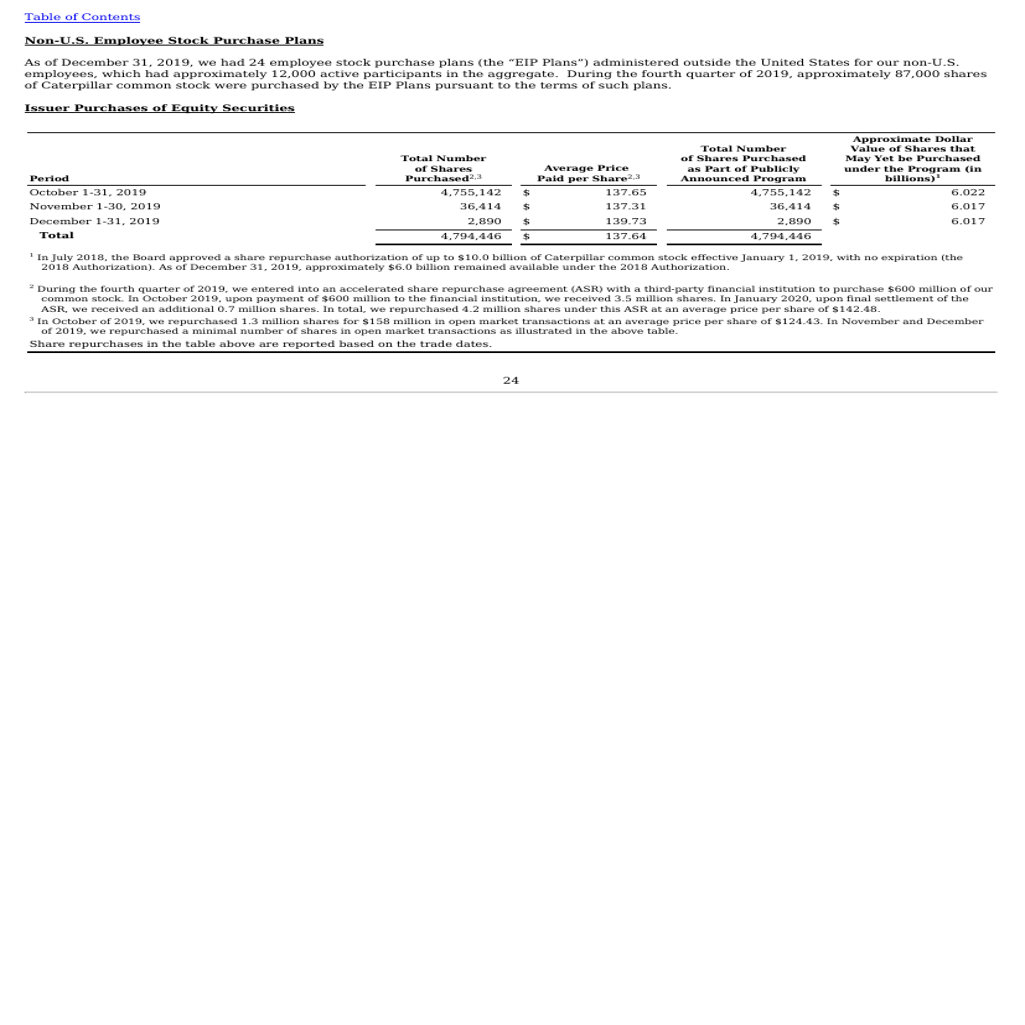 Table of Contents
Non-U.S. Employee Stock Purchase Plans
As of December 31, 2019, we had 24 employee stock purchase plans (the “EIP Plans”) administered outside the United States for our non-U.S.
employees, which had approximately 12,000 active participants in the aggregate.  During the fourth quarter of 2019, approximately 87,000 shares
of Caterpillar common stock were purchased by the EIP Plans pursuant to the terms of such plans.
Issuer Purchases of Equity Securities
Period Total Number of Shares Purchased2,3 Average Price Paid per Share2,3 Total Number of Shares Purchased as Part of Publicly Announced Program Approximate Dollar Value of Shares that May Yet be Purchased under the Program (in billions)1
October 1-31, 2019 4,755,142 $ 137.65 4,755,142 $ 6.022
November 1-30, 2019 36,414 $ 137.31 36,414 $ 6.017
December 1-31, 2019 2,890 $ 139.73 2,890 $ 6.017
Total 4,794,446 $ 137.64 4,794,446
1 In July 2018, the Board approved a share repurchase authorization of up to $10.0 billion of Caterpillar common stock effective January 1, 2019, with no expiration (the
2018 Authorization). As of December 31, 2019, approximately $6.0 billion remained available under the 2018 Authorization.
2 During the fourth quarter of 2019, we entered into an accelerated share repurchase agreement (ASR) with a third-party financial institution to purchase $600 million of our
common stock. In October 2019, upon payment of $600 million to the financial institution, we received 3.5 million shares. In January 2020, upon final settlement of the
ASR, we received an additional 0.7 million shares. In total, we repurchased 4.2 million shares under this ASR at an average price per share of $142.48.
3 In October of 2019, we repurchased 1.3 million shares for $158 million in open market transactions at an average price per share of $124.43. In November and December
of 2019, we repurchased a minimal number of shares in open market transactions as illustrated in the above table.
Share repurchases in the table above are reported based on the trade dates.
24